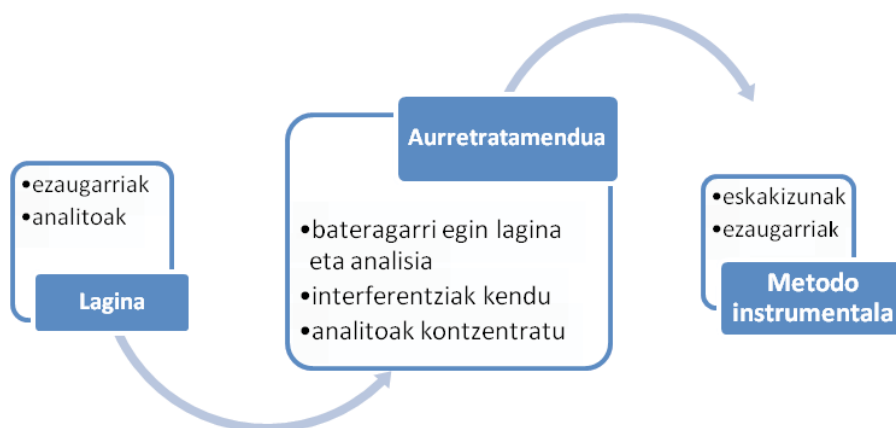 •ezaugarriak
•analitoak
Lagina
Aurretratamendua
•bateragarri egin lagina
eta analisia
•interferentziak kendu
•analitoak kontzentratu
•eskakizunak
•ezaugarriak
Metodo
instrumentala